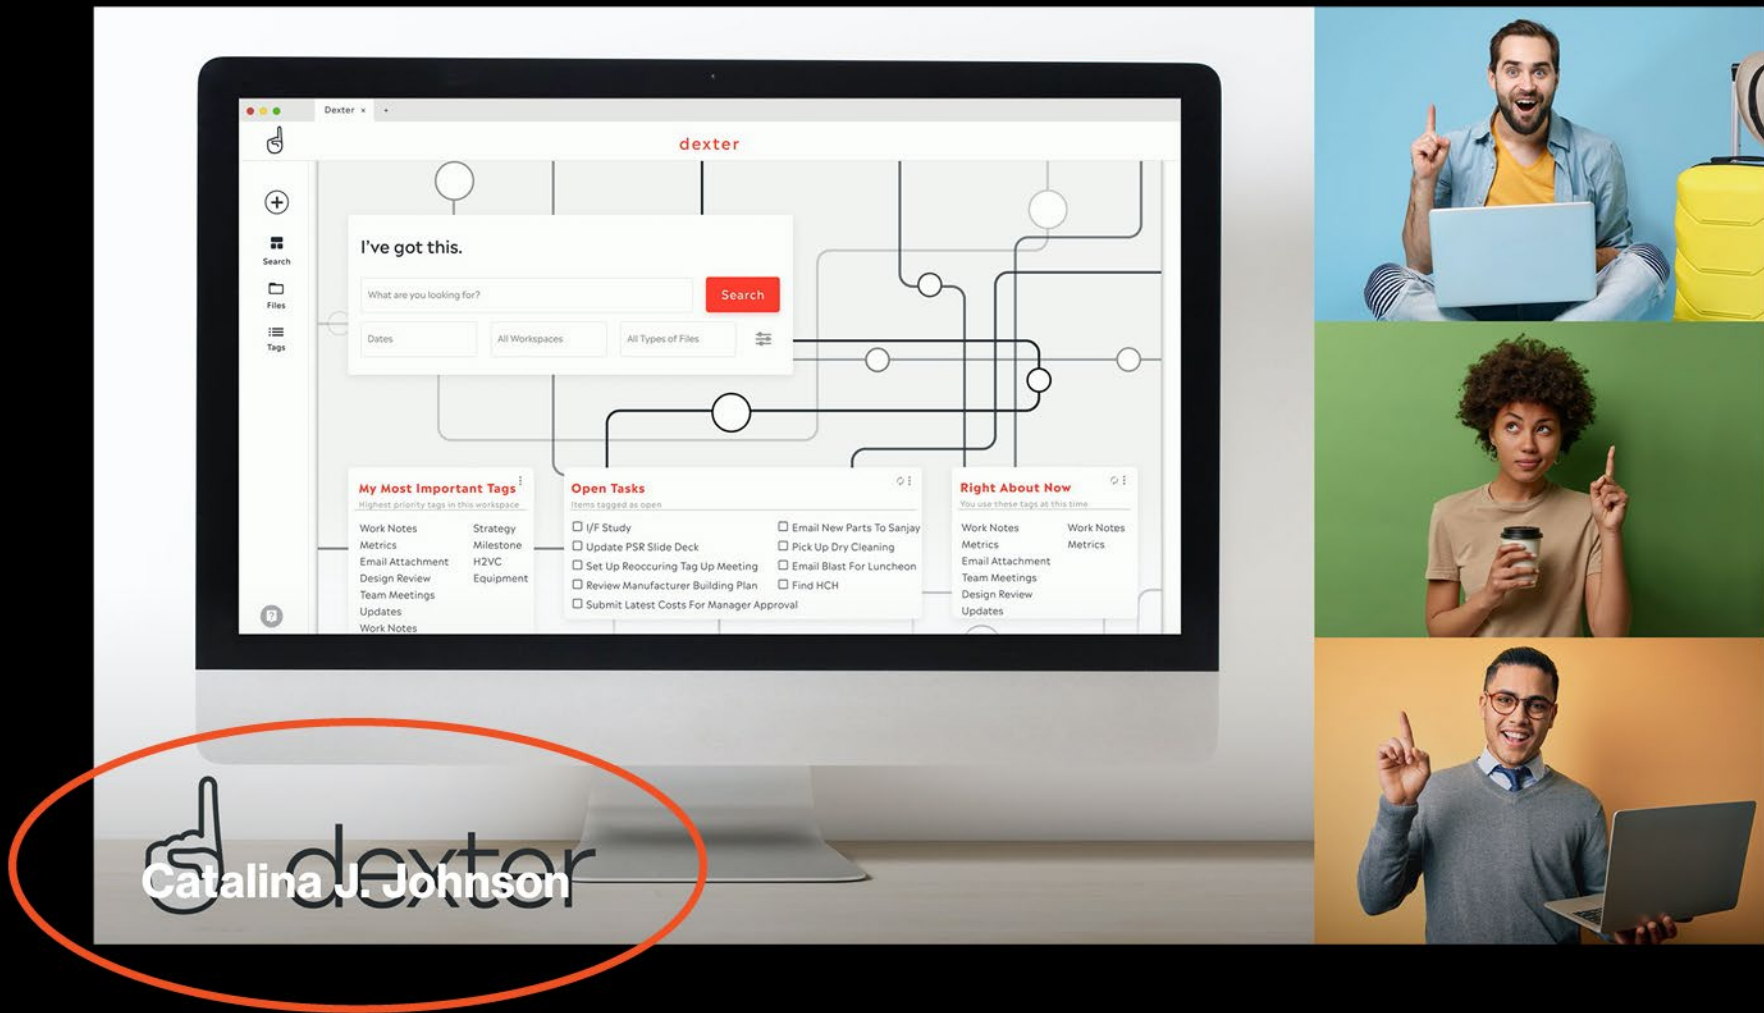 Dexter × +
dexter
I've got this.
What are you looking for?
Search
Dates
All Workspaces
All Types of Files
Search
Files
Tags
My Most Important Tags
Highest priority tags in this workspace
Work Notes
Metrics
Email Attachment
Design Review
Team Meetings
Updates
Work Notes
Strategy
Milestone
H2VC
Equipment
Open Tasks
Items tagged as open
I/F Study
Update PSR Slide Deck
Set Up Reoccuring Tag Up Meeting
Review Manufacturer Building Plan
Submit Latest Costs For Manager Approval
Email New Parts To Sanjay
Pick Up Dry Cleaning
Email Blast For Luncheon
Find HCH
Right About Now
You use these tags at this time
Work Notes
Metrics
Email Attachment
Team Meetings
Design Review
Updates
Work Notes
Metrics
?
dexter
Catalina J. Johnson